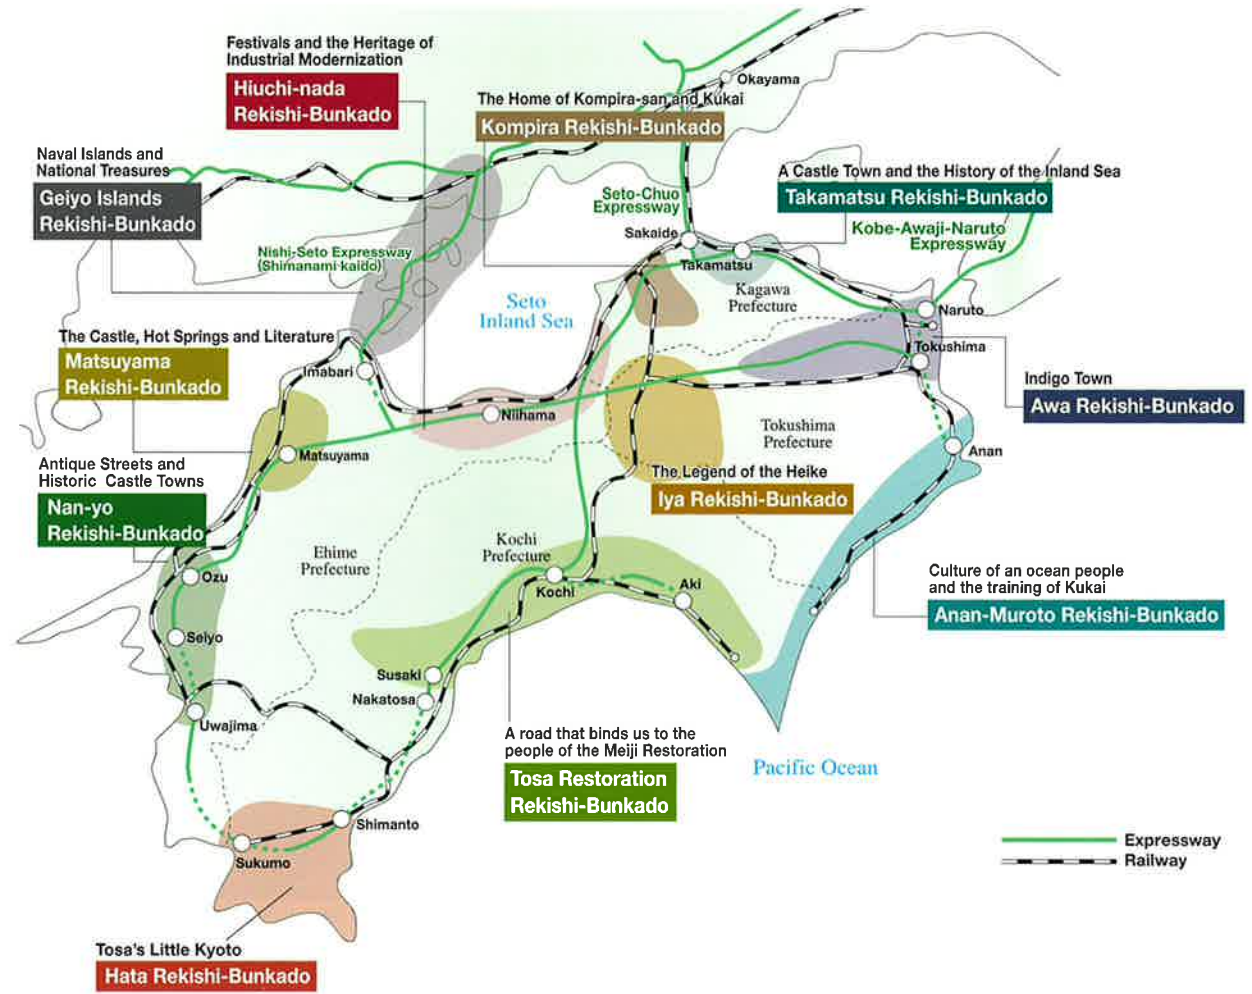 Festivals and the Heritage of
Industrial Modernization
Hiuchi-nada
Rekishi-Bunkado
Okayama
The Home of Kompira-san and Kukai
Kompira Rekishi-Bunkado
Naval Islands and
National Treasures
Geiyo Islands
Rekishi-Bunkado
A Castle Town and the History of the Inland Sea
Takamatsu Rekishi-Bunkado
Seto-Chuo
Expressway
Kobe-Awaji-Naruto
Expressway
Sakaide
Takamatsu
Nishi-Seto Expressway
(Shimanami kaido)
Kagawa
Prefecture
Seto
Inland Sea
Naruto
Tokushima
The Castle, Hot Springs and Literature
Matsuyama
Rekishi-Bunkado
Imabari
Indigo Town
Awa Rekishi-Bunkado
Niihama
Tokushima
Prefecture
Matsuyama
Anan
Antique Streets and
Historic Castle Towns
Nan-yo
Rekishi-Bunkado
The Legend of the Heike
Iya Rekishi-Bunkado
Ehime
Prefecture
Kochi
Prefecture
Ozu
Kochi
Aki
Culture of an ocean people
and the training of Kukai
Anan-Muroto Rekishi-Bunkado
Seiyo
Susaki
Nakatosa
Uwajima
A road that binds us to the
people of the Meiji Restoration
Tosa Restoration
Rekishi-Bunkado
Pacific Ocean
Shimanto
Sukumo
Expressway
Railway
Tosa's Little Kyoto
Hata Rekishi-Bunkado